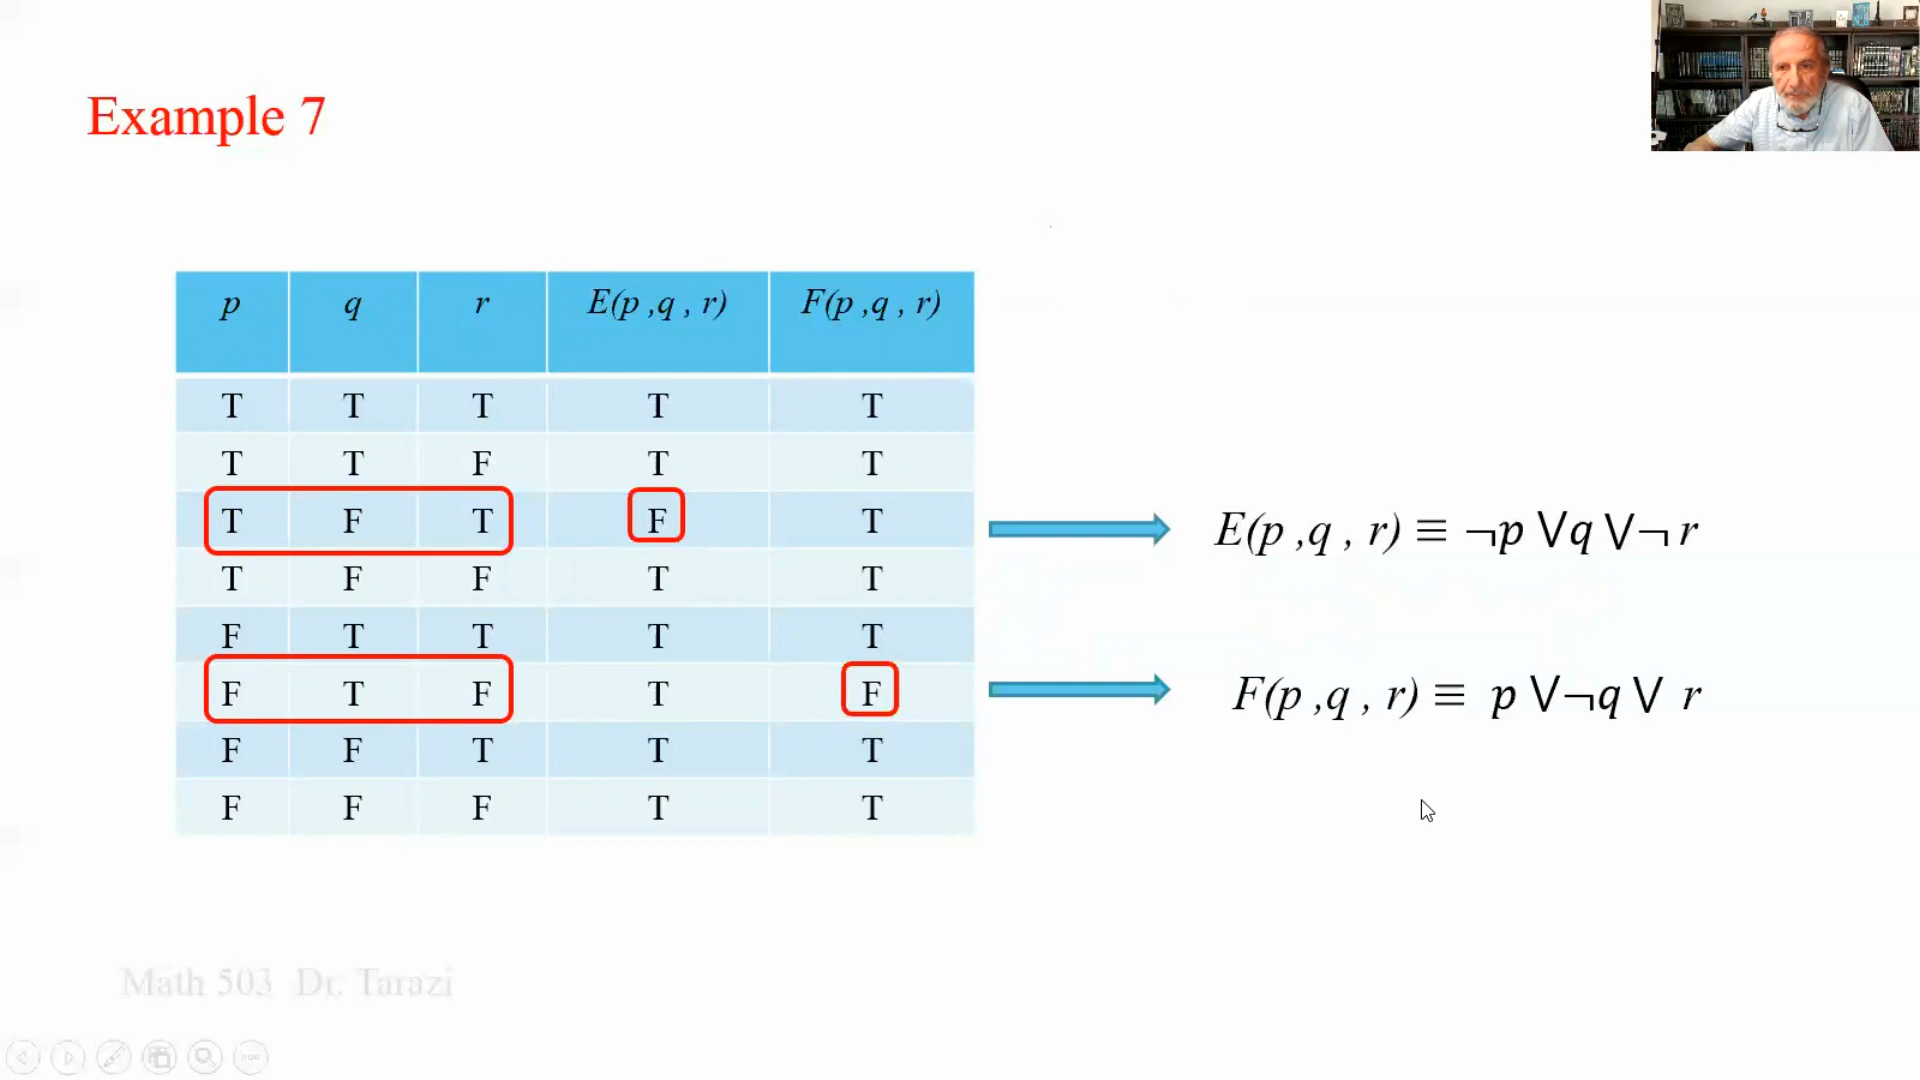 Example 7
p q r E(p ,q , r) F(p ,q , r)
T T T T T
T T F T T
T F T F T
T F F T T
F T T T T
F T F T F
F F T T T
F F F T T
E(p ,q , r) ≡ ¬p ⋁q ⋁¬ r
F(p ,q , r) ≡ p ⋁¬q ⋁ r
Math 503 Dr. Tarazi